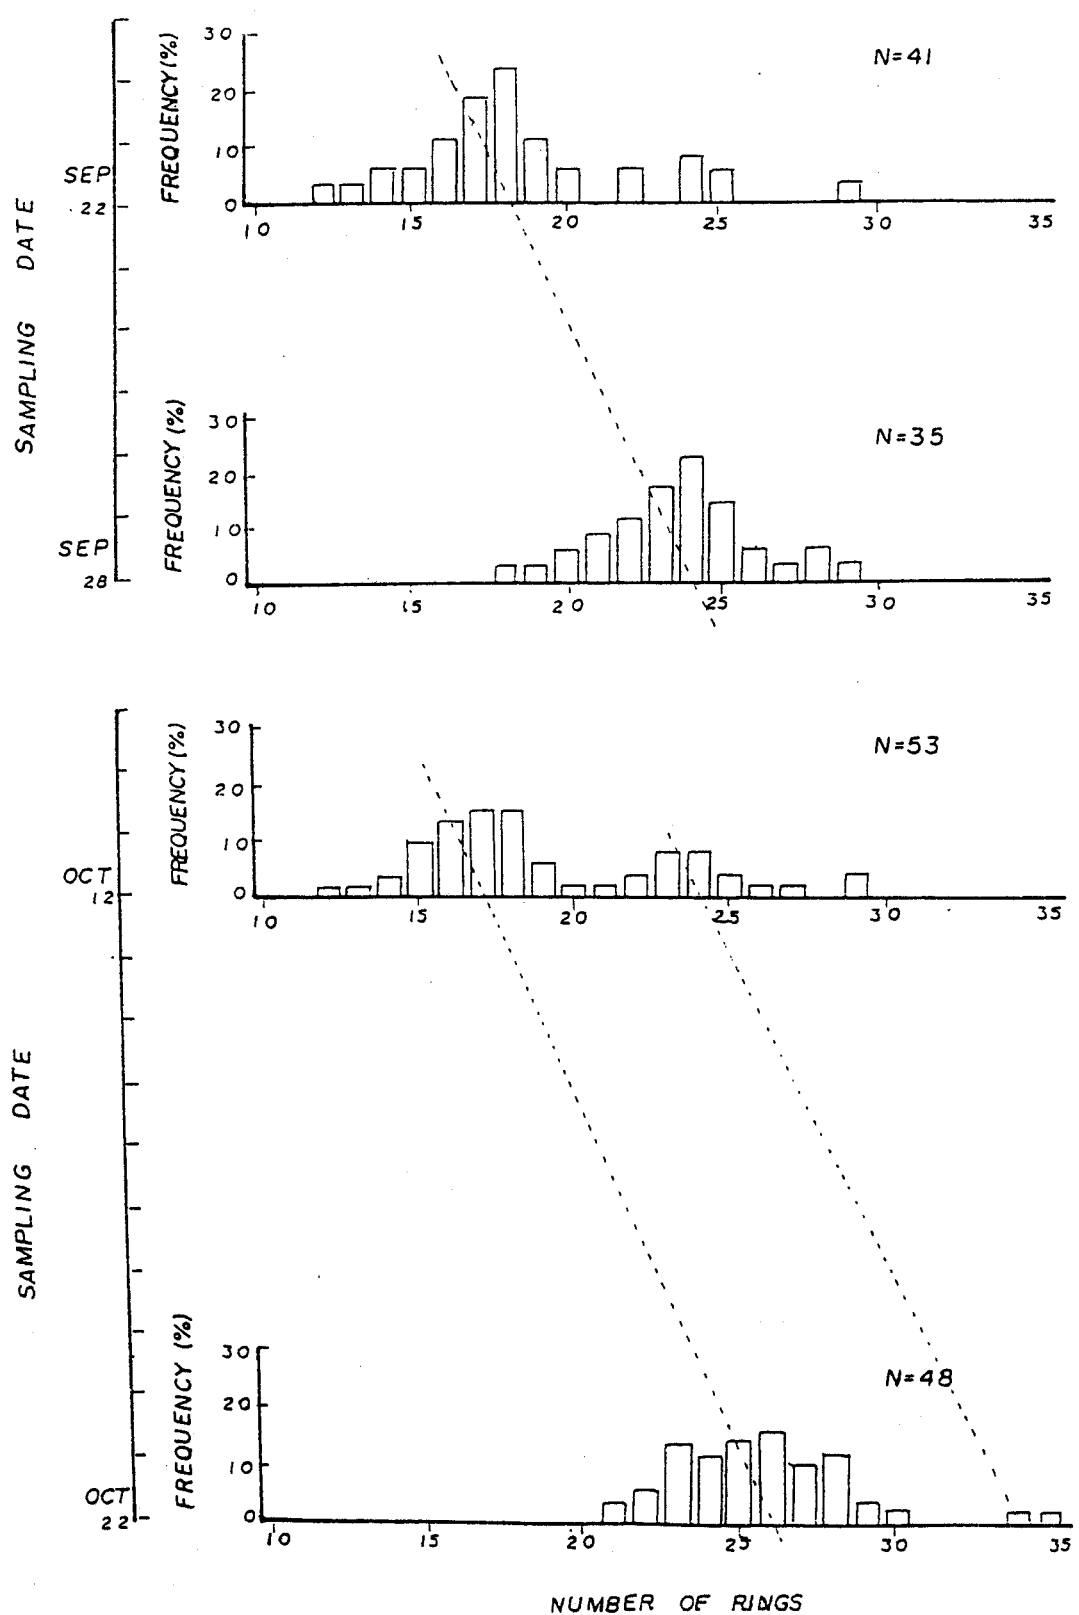 SAMPLING DATE
SEP
22
SEP
28
FREQUENCY (%)
30
20
10
0
N=41
10 15 20 25 30 35
FREQUENCY (%)
30
20
10
0
N=35
10 15 20 25 30 35
SAMPLING DATE
OCT
12
OCT
22
FREQUENCY (%)
30
20
10
0
N=53
10 15 20 25 30 35
FREQUENCY (%)
30
20
10
0
N=48
10 15 20 25 30 35
NUMBER OF RINGS